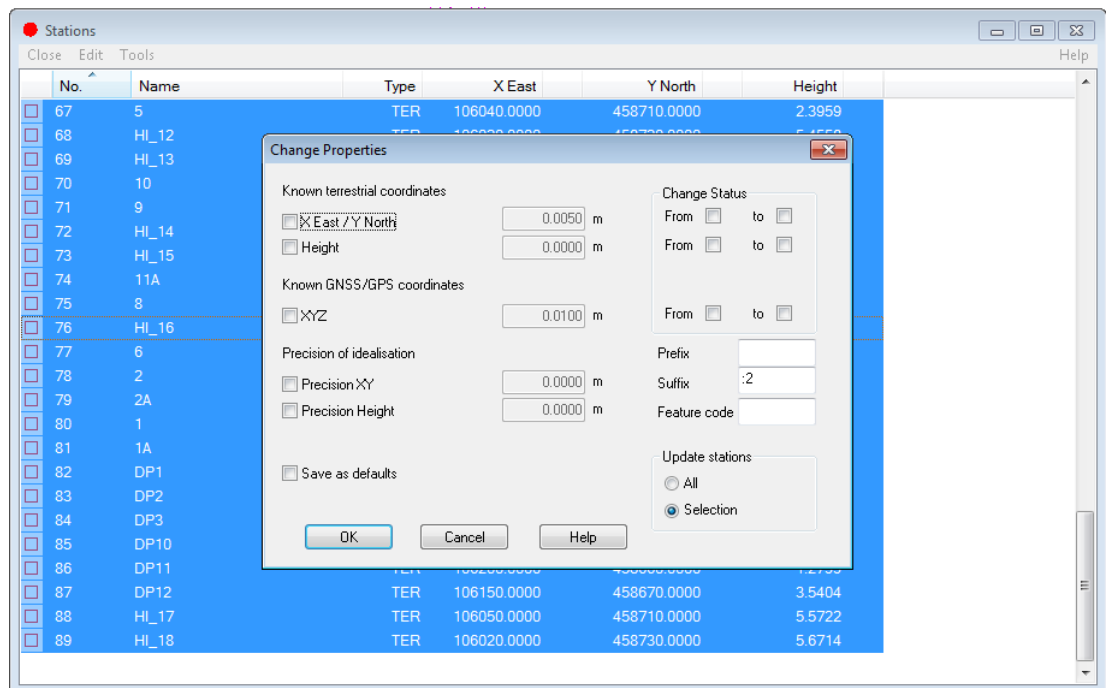 Stations
Close Edit Tools Help
No. Name Type X East Y North Height
67 5 TER 106040.0000 458710.0000 2.3959
68 HI_12
69 HI_13
70 10
71 9
72 HI_14
73 HI_15
74 11A
75 8
76 HI_16
77 6
78 2
79 2A
80 1
81 1A
82 DP1
83 DP2
84 DP3
85 DP10
86 DP11
87 DP12 TER 106150.0000 458670.0000 3.5404
88 HI_17 TER 106050.0000 458710.0000 5.5722
89 HI_18 TER 106020.0000 458730.0000 5.6714
Change Properties
Known terrestrial coordinates
X East / Y North 0.0050 m
Height 0.0000 m
Known GNSS/GPS coordinates
XYZ 0.0100 m
Precision of idealisation
Precision XY 0.0000 m
Precision Height 0.0000 m
Save as defaults
OK Cancel Help
Change Status
From to
From to
From to
Prefix
Suffix :2
Feature code
Update stations
All
Selection